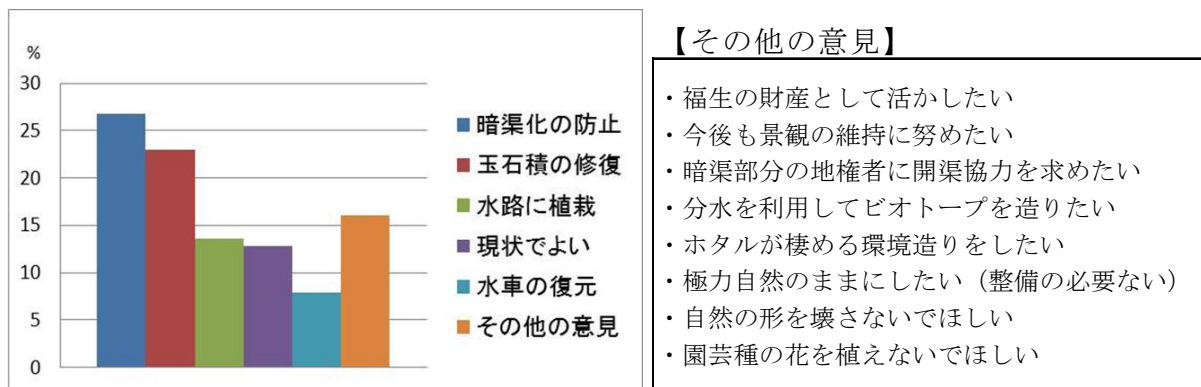 %
30
25
20
15
10
5
0
暗渠化の防止
玉石積の修復
水路に植栽
現状でよい
水車の復元
その他の意見
【その他の意見】
・福生の財産として活かしたい
・今後も景観の維持に努めたい
・暗渠部分の地権者に開渠協力を求めたい
・分水を利用してビオトープを造りたい
・ホタルが棲める環境造りをしたい
・極力自然のままにしたい（整備の必要ない）
・自然の形を壊さないでほしい
・園芸種の花を植えないでほしい